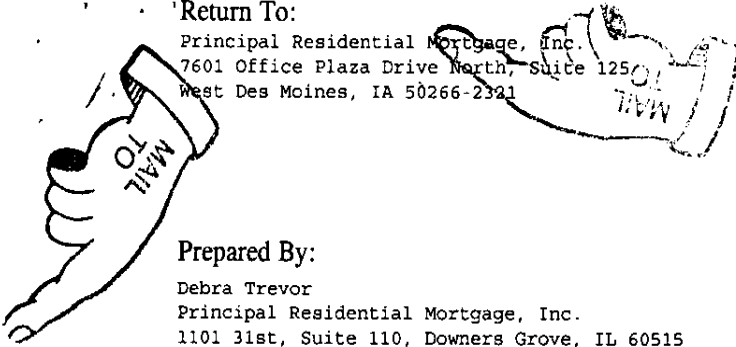 Return To:
Principal Residential Mortgage, Inc.
7601 Office Plaza Drive North, Suite 125
West Des Moines, IA 50266-2321
MAIL
TO
MAIL
TO
Prepared By:
Debra Trevor
Principal Residential Mortgage, Inc.
1101 31st, Suite 110, Downers Grove, IL 60515